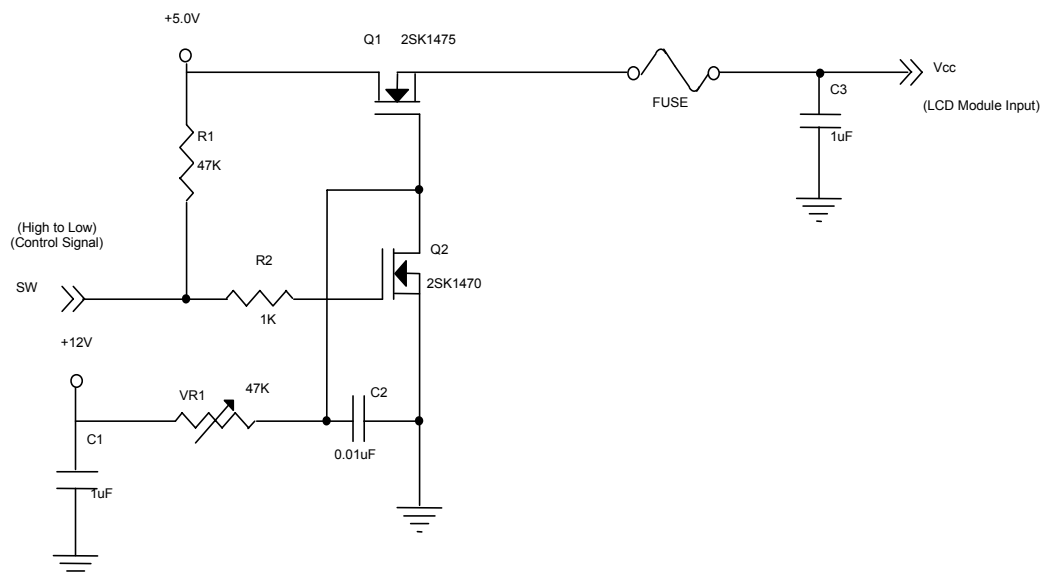 +5.0V
Q1 2SK1475
Vcc
FUSE
C3
(LCD Module Input)
1uF
R1
47K
(High to Low)
(Control Signal)
R2
Q2
2SK1470
SW
1K
+12V
VR1
47K
C2
C1
0.01uF
1uF